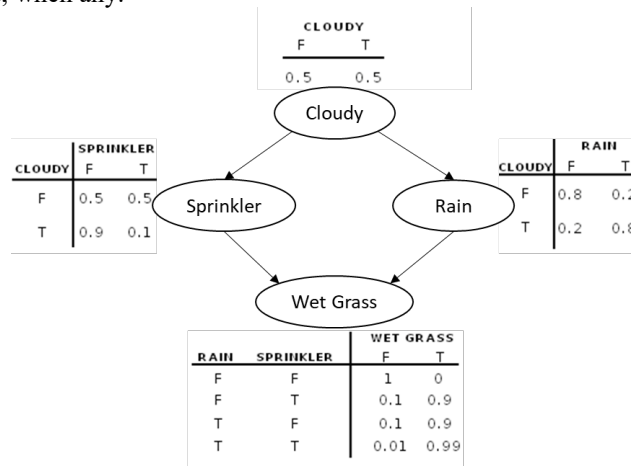 when any.
CLOUDY
F T
0.5 0.5
Cloudy
SPRINKLER
CLOUDY F T
F 0.5 0.5
T 0.9 0.1
Sprinkler
Rain
RAIN
CLOUDY F T
F 0.8 0.2
T 0.2 0.8
Wet Grass
WET GRASS
RAIN SPRINKLER F T
F F 1 0
F T 0.1 0.9
T F 0.1 0.9
T T 0.01 0.99